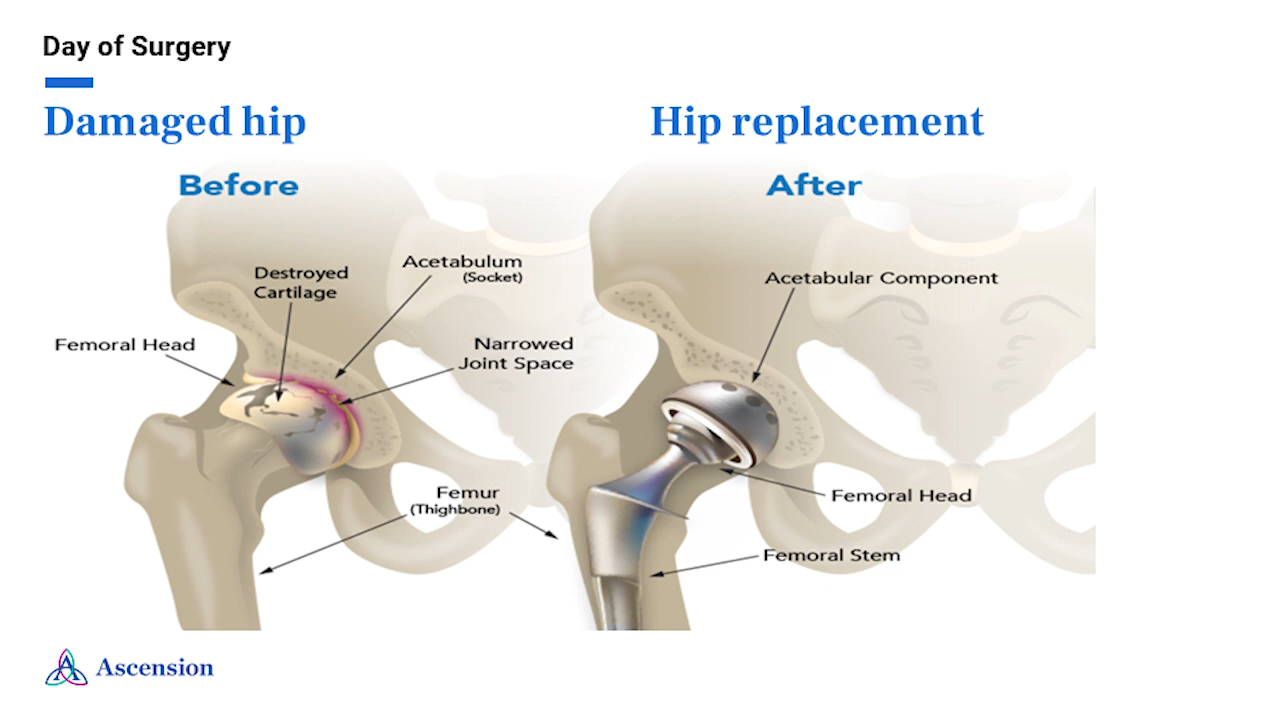 Day of Surgery
Damaged hip
Hip replacement
Before
After
Destroyed
Cartilage
Acetabulum
(Socket)
Femoral Head
Narrowed
Joint Space
Femur
(Thighbone)
Acetabular Component
Femoral Head
Femoral Stem
Ascension